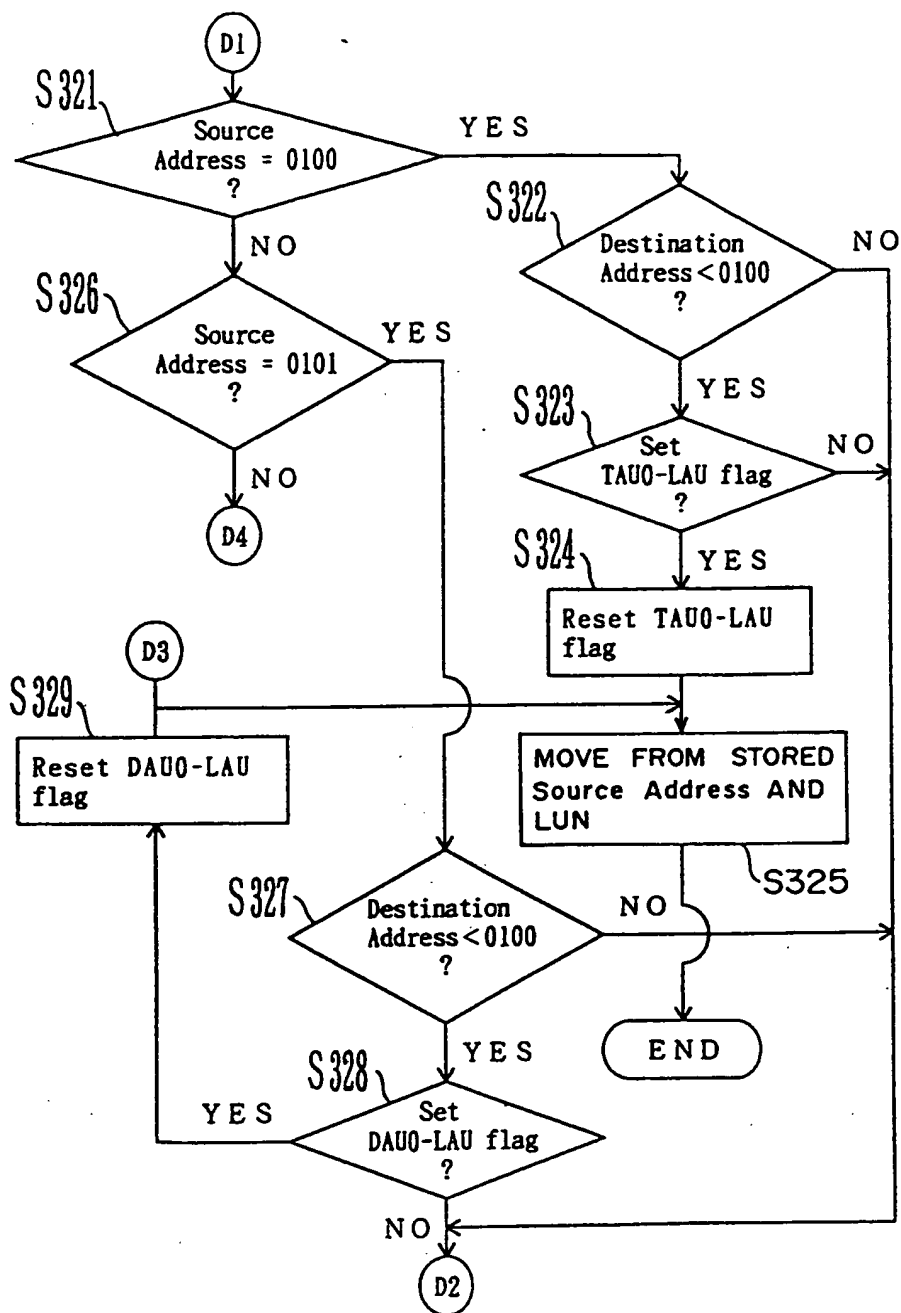 D1
S321
Source
Address = 0100
?
YES
NO
S322
Destination
Address<0100
?
NO
YES
S326
Source
Address = 0101
?
YES
NO
D4
S323
Set
TAU0-LAU flag
?
NO
YES
S324
Reset TAU0-LAU
flag
D3
S329
Reset DAU0-LAU
flag
MOVE FROM STORED
Source Address AND
LUN
S325
S327
Destination
Address<0100
?
NO
YES
END
S328
Set
DAU0-LAU flag
?
YES
NO
D2